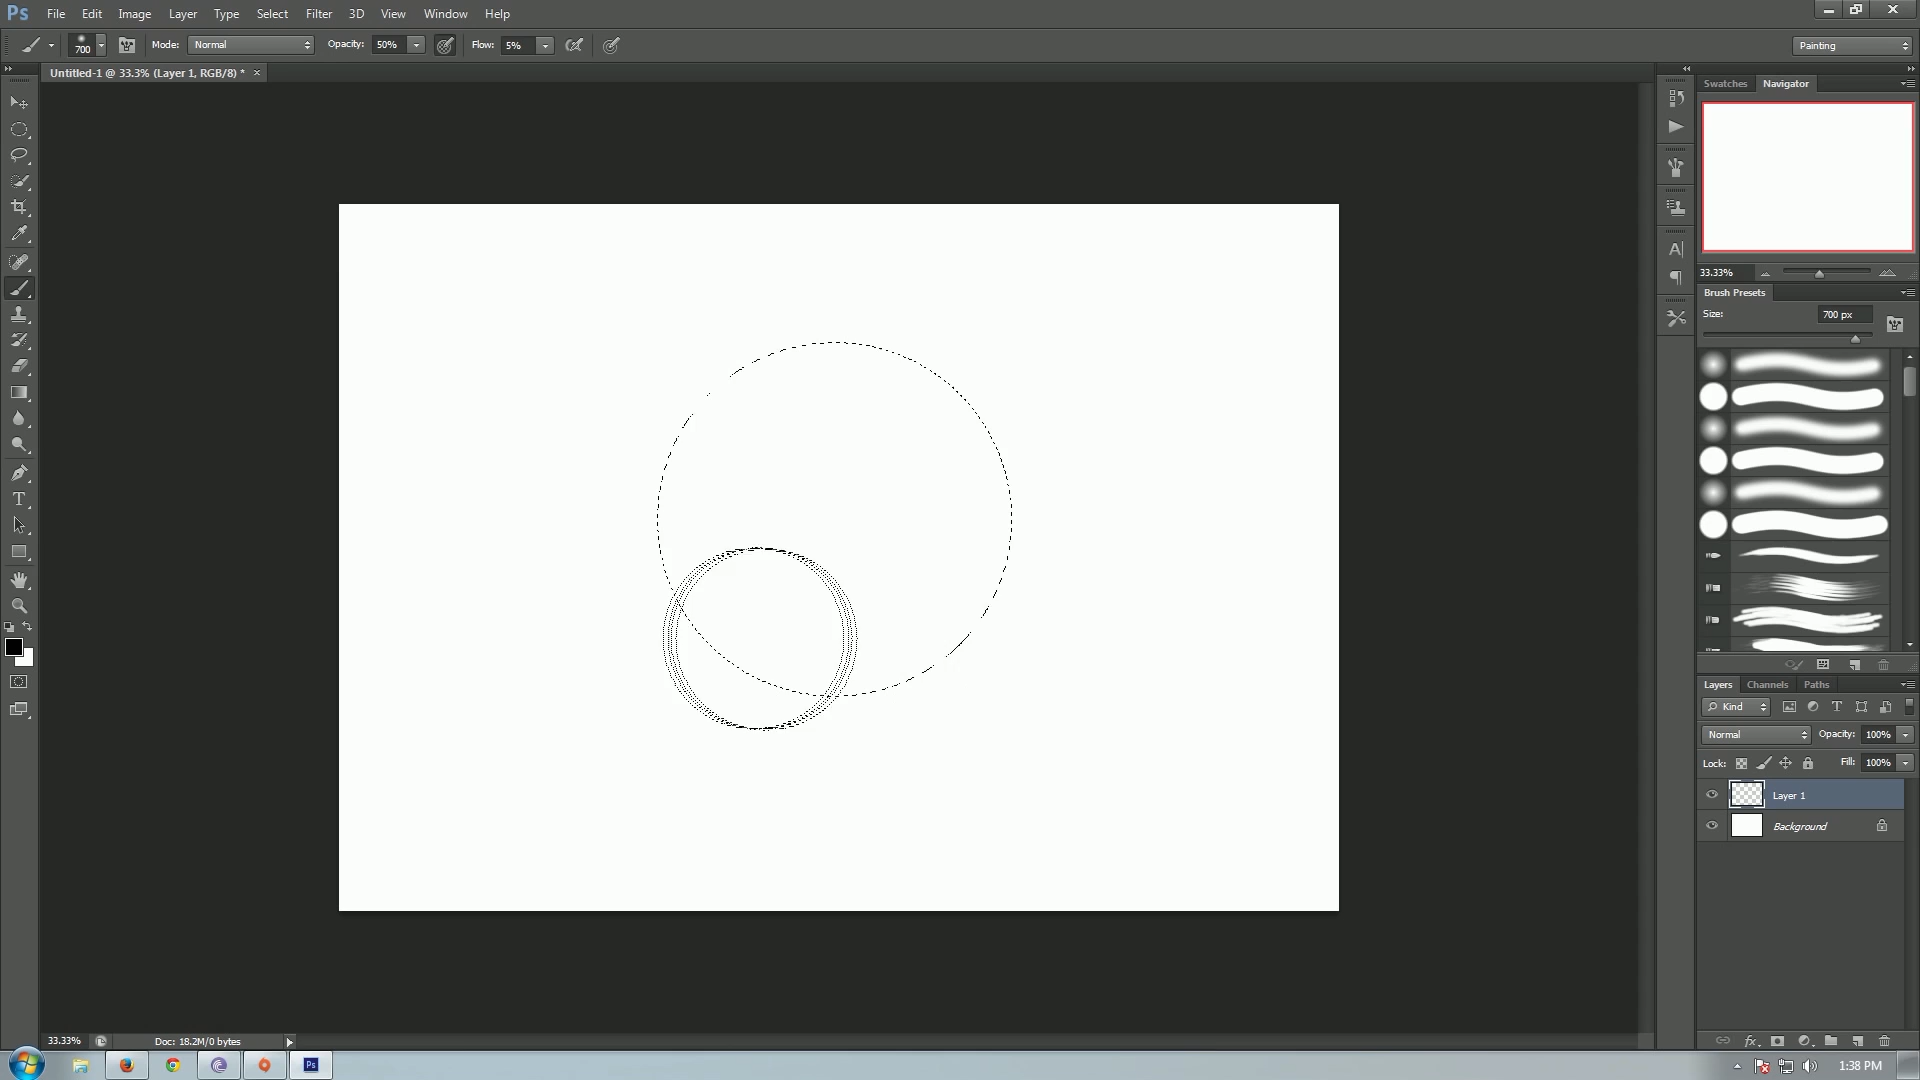 Ps File Edit Image Layer Type Select Filter 3D View Window Help
700 Mode: Normal Opacity: 50% Flow: 5% Painting
Untitled-1 @ 33.3% (Layer 1, RGB/8) * ×
Swatches Navigator
33.33%
Brush Presets
Size: 700 px
Layers Channels Paths
Kind
Normal Opacity: 100%
Lock: Fill: 100%
Layer 1
Background
fx
33.33% Doc: 18.2M/0 bytes
Ps 1:38 PM